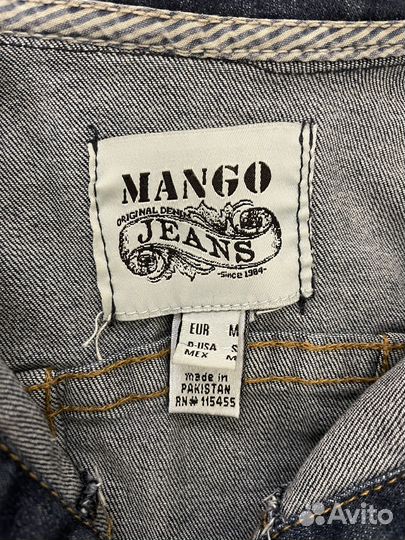 MANGO
ORIGINAL DENIM
JEANS
-Since 1984-
EUR M
USA S
MEX M
made in
PAKISTAN
RN# 115455
Avito